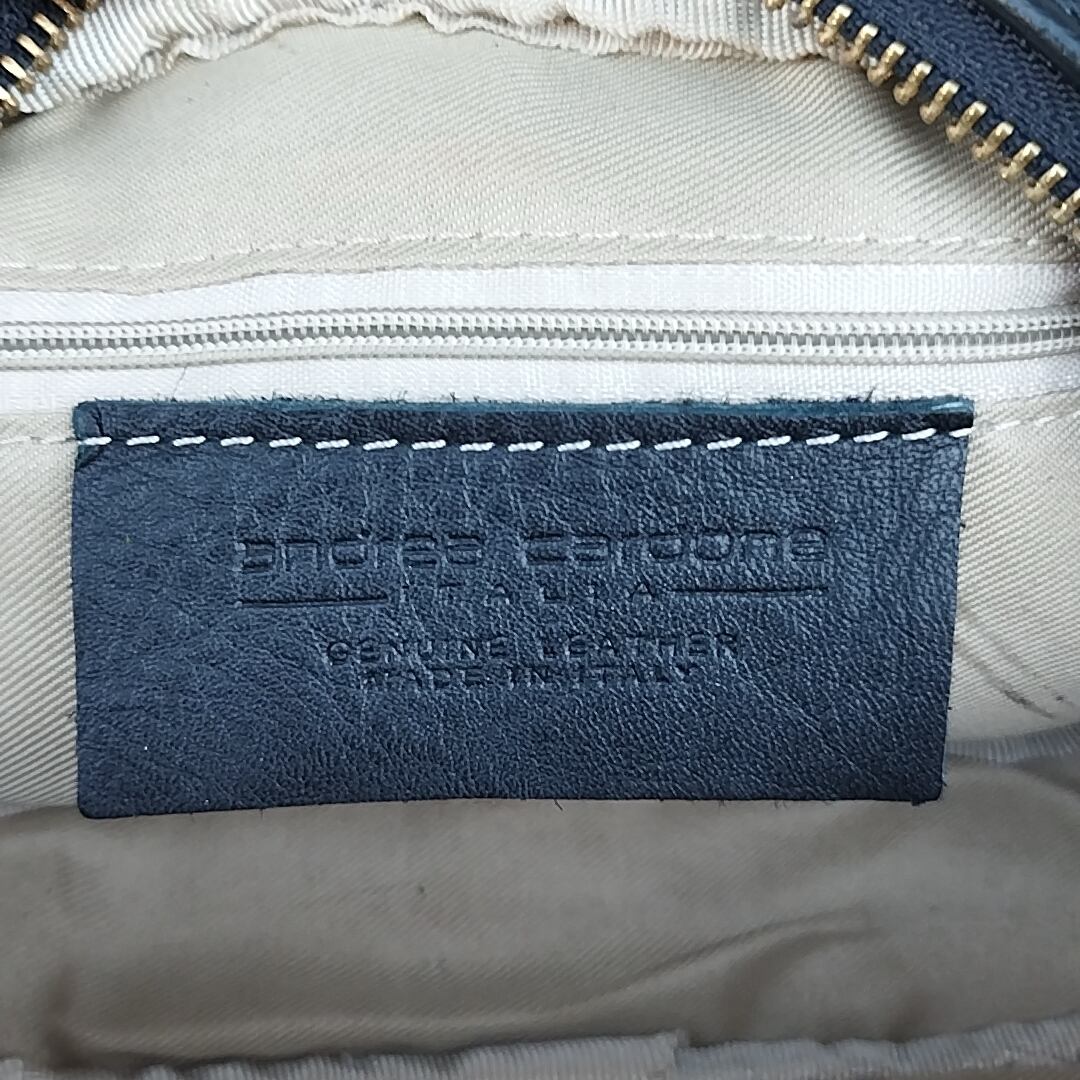 andrea cardone
ITALIA
GENUINE LEATHER
MADE IN ITALY